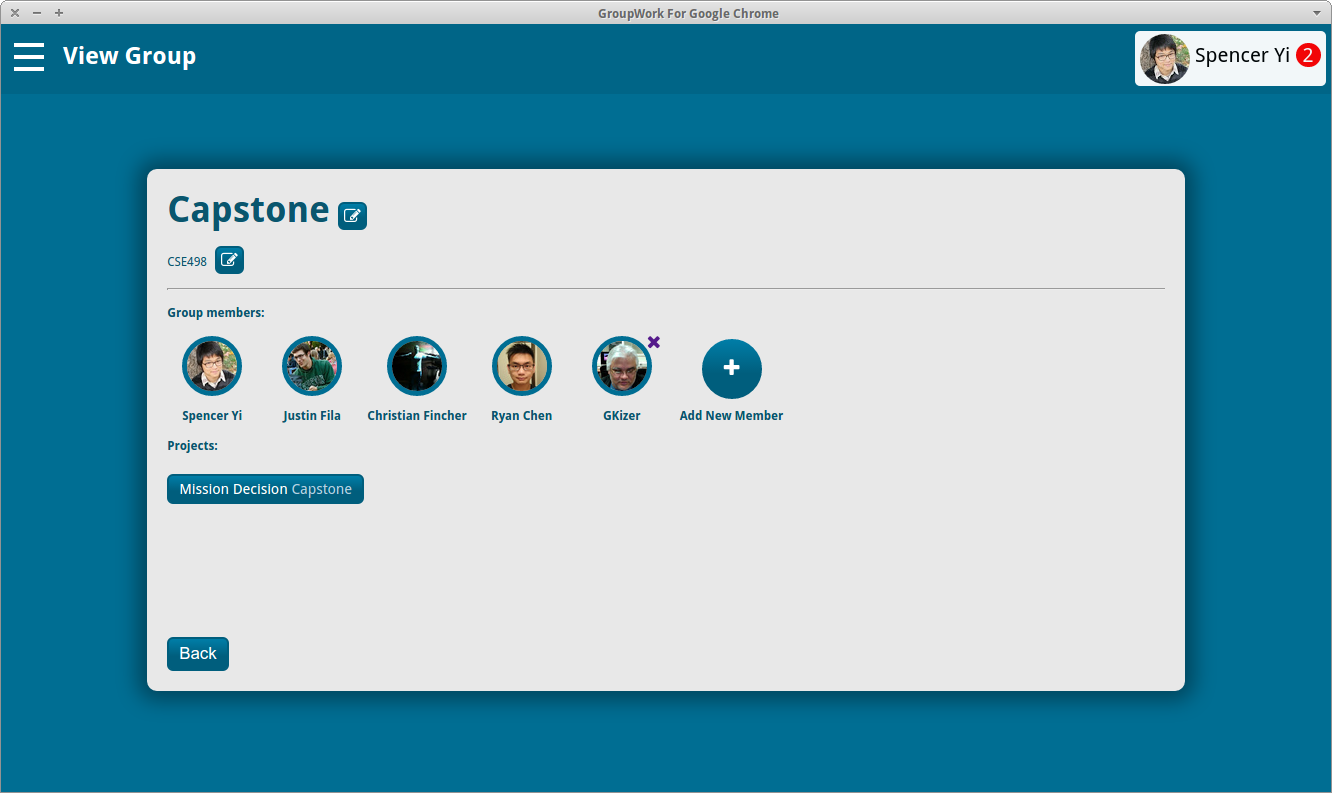 GroupWork For Google Chrome
View Group
Spencer Yi 2
Capstone
CSE498
Group members:
Spencer Yi Justin Fila Christian Fincher Ryan Chen GKizer Add New Member
Projects:
Mission Decision Capstone
Back